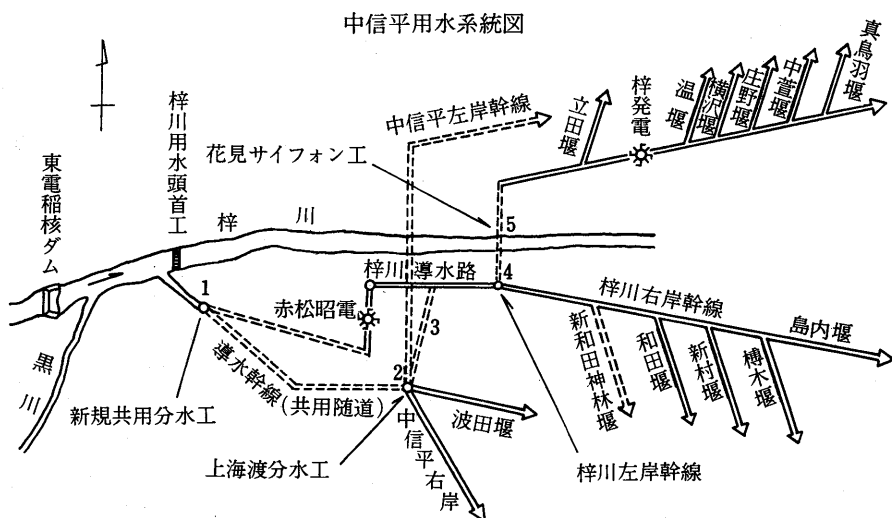 中信平用水系統図
真鳥羽堰
中萱堰
庄野堰
横沢堰
温堰
梓発電
立田堰
中信平左岸幹線
花見サイフォン工
梓川用水頭首工
東電稲核ダム
梓川
5
4
梓川導水路
1
赤松昭電
3
梓川右岸幹線
島内堰
黒川
導水幹線(共用隨道)
2
新和田神林堰
和田堰
新村堰
榑木堰
新規共用分水工
波田堰
中信平右岸
上海渡分水工
梓川左岸幹線